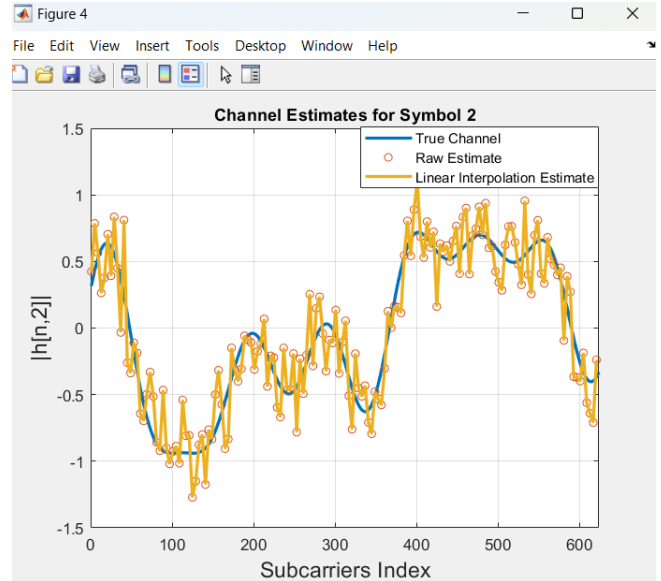 Figure 4
File Edit View Insert Tools Desktop Window Help
Channel Estimates for Symbol 2
True Channel
Raw Estimate
Linear Interpolation Estimate
1.5
1
0.5
0
-0.5
-1
-1.5
|h[n,2]|
0 100 200 300 400 500 600
Subcarriers Index